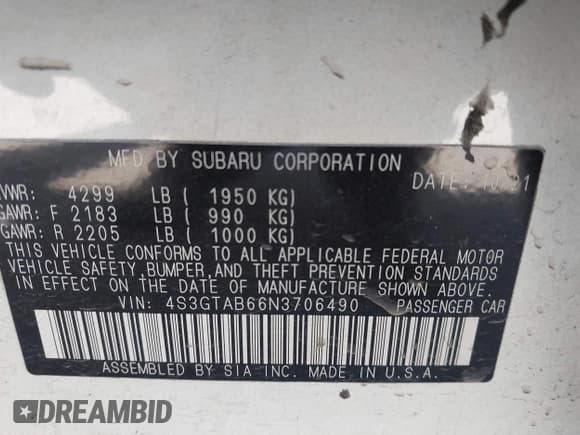 MFD BY SUBARU CORPORATION
DATE: 10/21
VWR: 4299 LB ( 1950 KG)
GAWR: F 2183 LB ( 990 KG)
GAWR: R 2205 LB ( 1000 KG)
THIS VEHICLE CONFORMS TO ALL APPLICABLE FEDERAL MOTOR
VEHICLE SAFETY, BUMPER, AND THEFT PREVENTION STANDARDS
IN EFFECT ON THE DATE OF MANUFACTURE SHOWN ABOVE.
VIN: 4S3GTAB66N3706490 PASSENGER CAR
ASSEMBLED BY SIA INC. MADE IN U.S.A.
DREAMBID